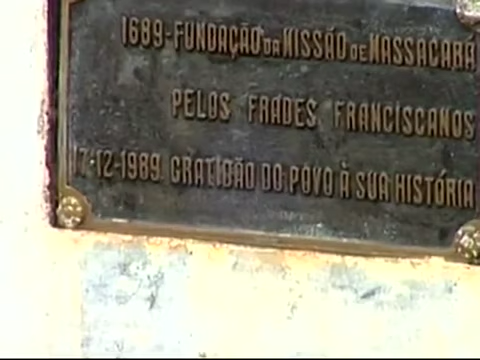 1689-FUNDAÇÃO DA MISSÃO DE MASSACARÁ
PELOS FRADES FRANCISCANOS
17-12-1989. GRATIDÃO DO POVO À SUA HISTÓRIA